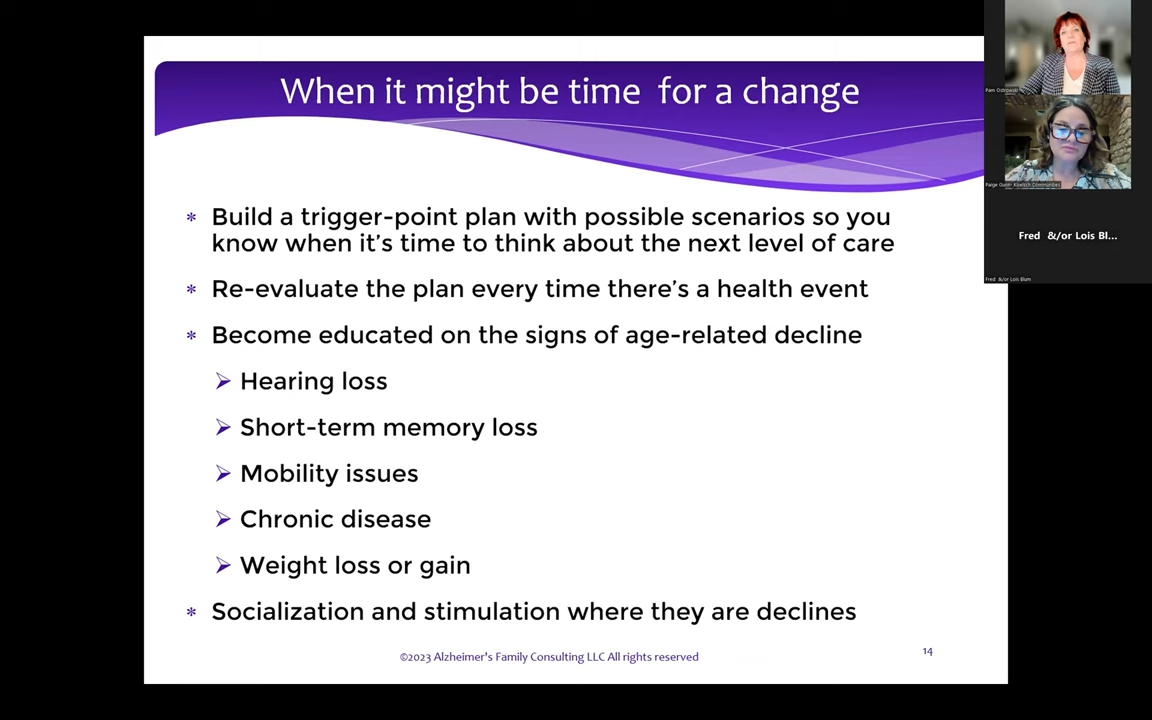 When it might be time for a change
* Build a trigger-point plan with possible scenarios so you
know when it's time to think about the next level of care
* Re-evaluate the plan every time there's a health event
* Become educated on the signs of age-related decline
➢ Hearing loss
➢ Short-term memory loss
➢ Mobility issues
➢ Chronic disease
➢ Weight loss or gain
* Socialization and stimulation where they are declines
©2023 Alzheimer's Family Consulting LLC All rights reserved
14
Pam Ostrowski
Paige Communities
Fred &/or Lois Bl...
Fred &/or Lois Blum